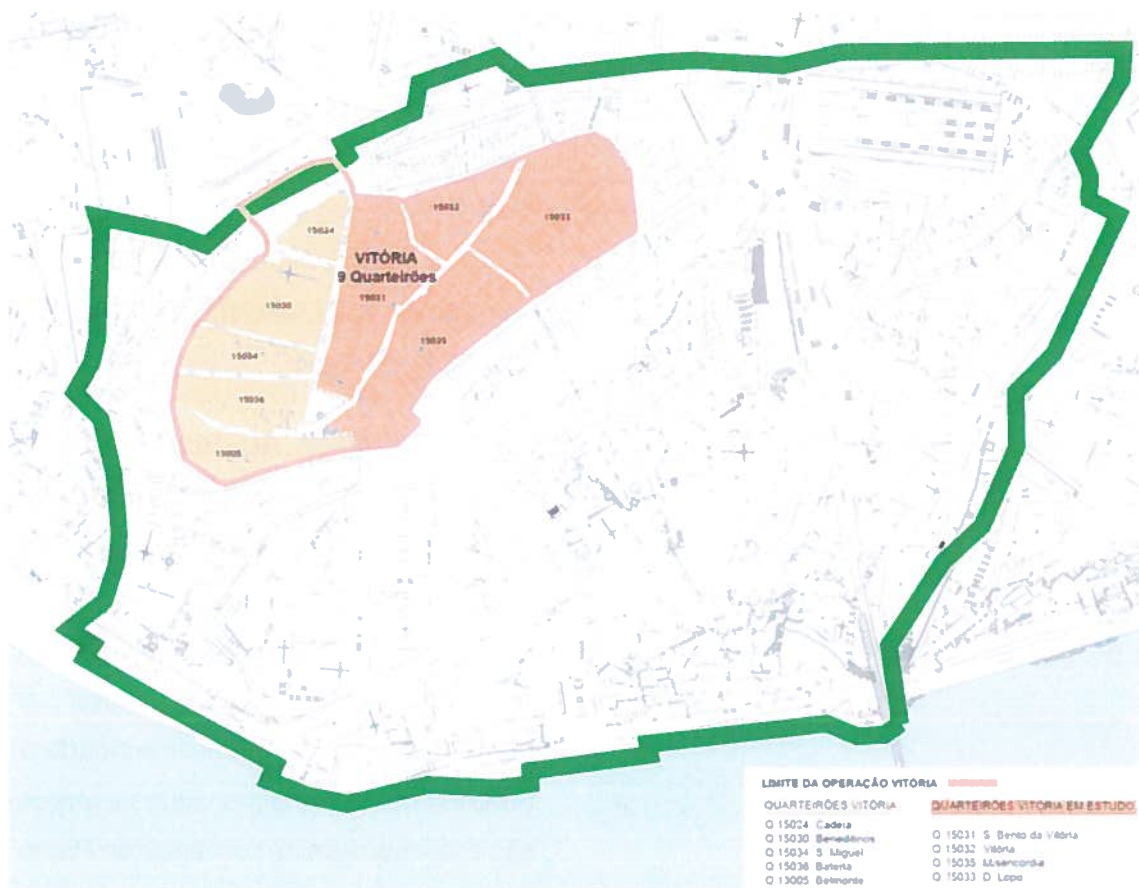 15032
15033
15024
VITÓRIA
9 Quarteirões
15031
15030
15035
15034
15036
13005
LIMITE DA OPERAÇÃO VITÓRIA
QUARTEIRÕES VITÓRIA
QUARTEIRÕES VITORIA EM ESTUDO
Q 15024 Cadeia
Q 15030 Beneditinos
Q 15034 S. Miguel
Q 15036 Bateria
Q 13005 Belmonte
Q 15031 S. Bento da Vitória
Q 15032 Vitória
Q 15035 Misericordia
Q 15033 D. Lopo